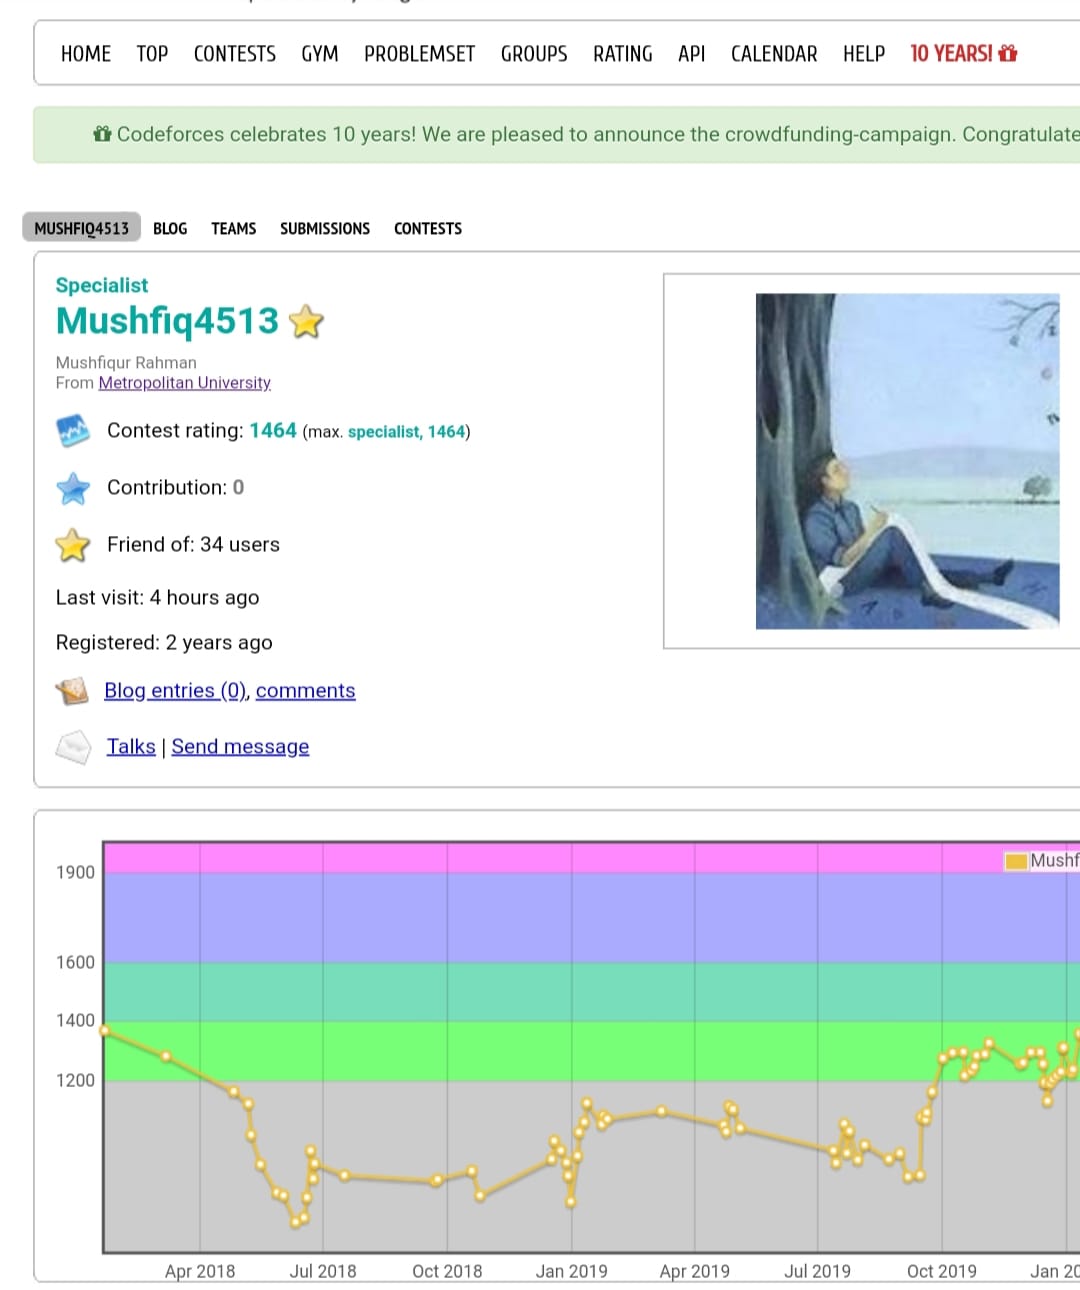 HOME TOP CONTESTS GYM PROBLEMSET GROUPS RATING API CALENDAR HELP 10 YEARS!
Codeforces celebrates 10 years! We are pleased to announce the crowdfunding-campaign. Congratulate
MUSHFIQ4513 BLOG TEAMS SUBMISSIONS CONTESTS
Specialist
Mushfiq4513
Mushfiqur Rahman
From Metropolitan University
Contest rating: 1464 (max. specialist, 1464)
Contribution: 0
Friend of: 34 users
Last visit: 4 hours ago
Registered: 2 years ago
Blog entries (0), comments
Talks | Send message
Mushf
1900
1600
1400
1200
Apr 2018 Jul 2018 Oct 2018 Jan 2019 Apr 2019 Jul 2019 Oct 2019 Jan 20